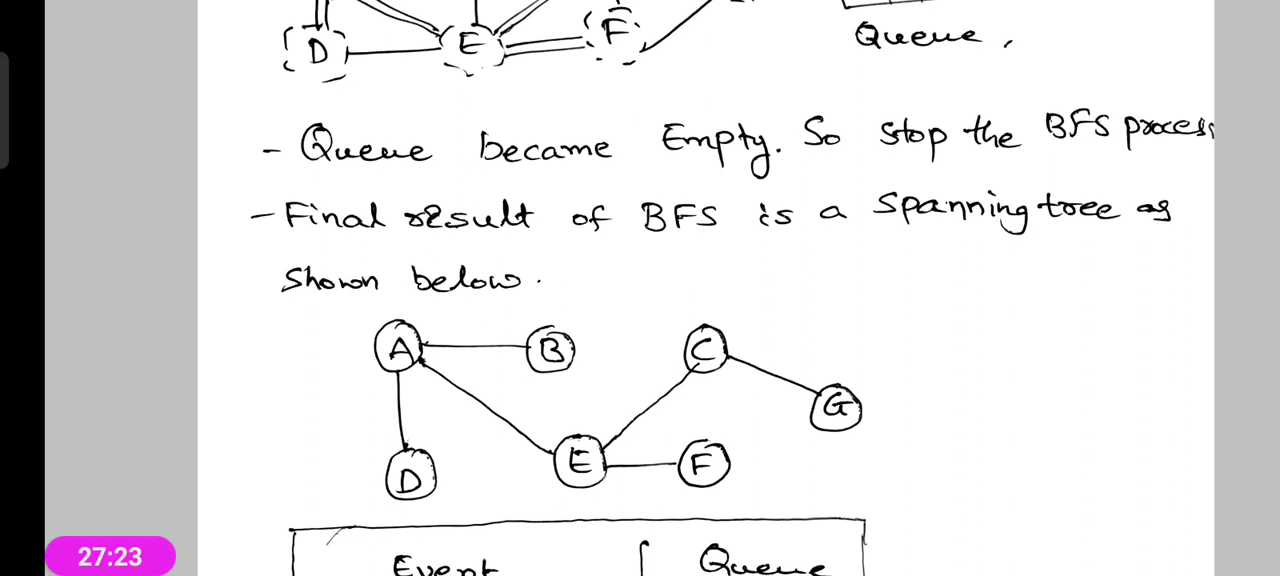 D E F Queue,
- Queue became Empty. So stop the BFS process
- Final result of BFS is a spanning tree as
shown below.
A B C
G
D E F
Event Queue
27:23